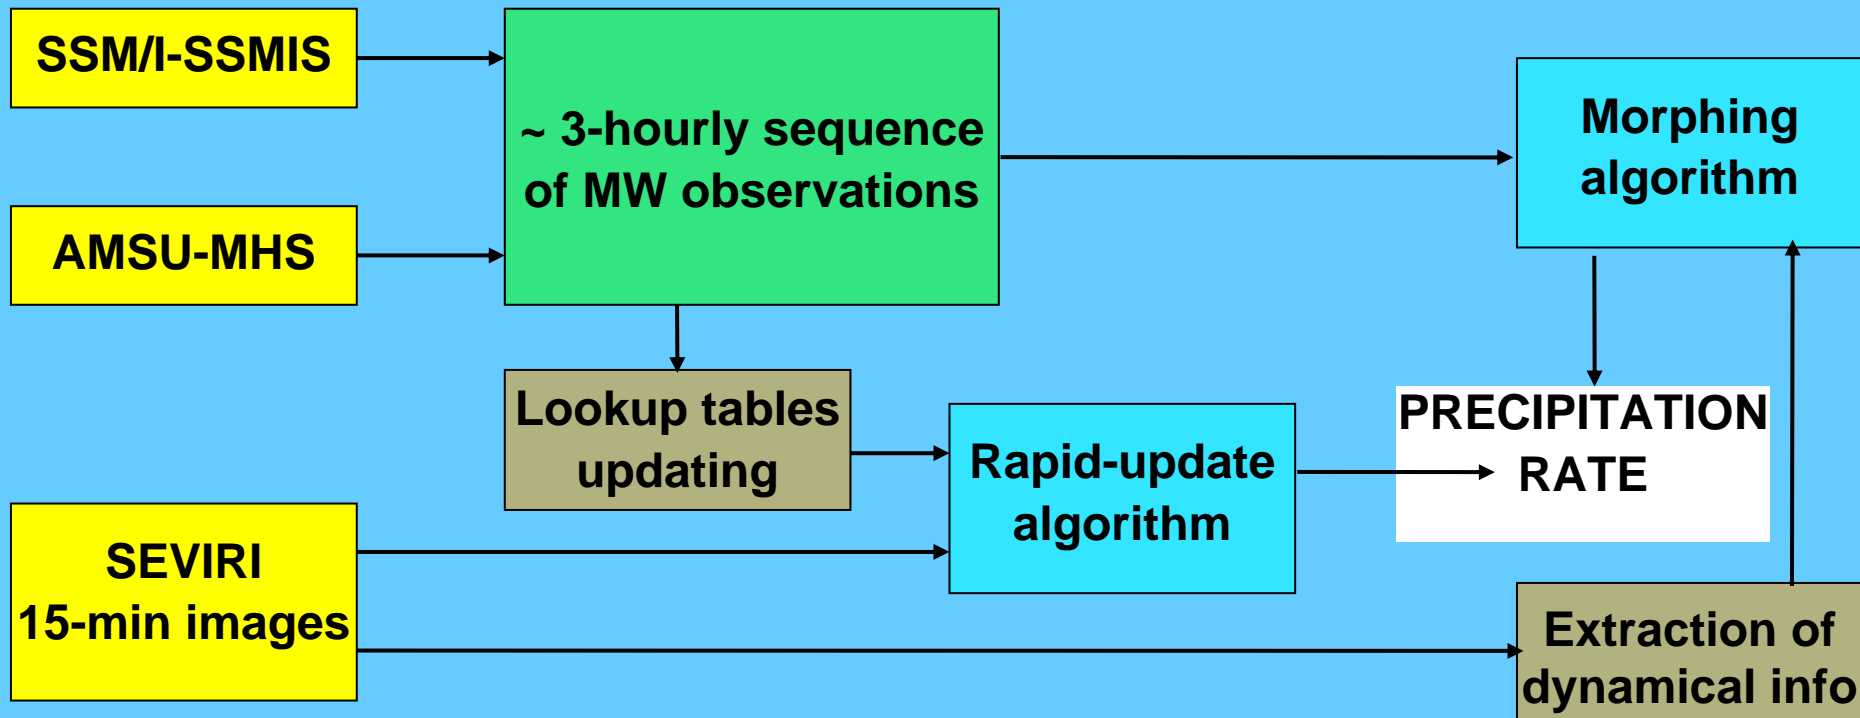 SSM/I-SSMIS
~ 3-hourly sequence
of MW observations
Morphing
algorithm
AMSU-MHS
Lookup tables
updating
Rapid-update
algorithm
PRECIPITATION
RATE
SEVIRI
15-min images
Extraction of
dynamical info